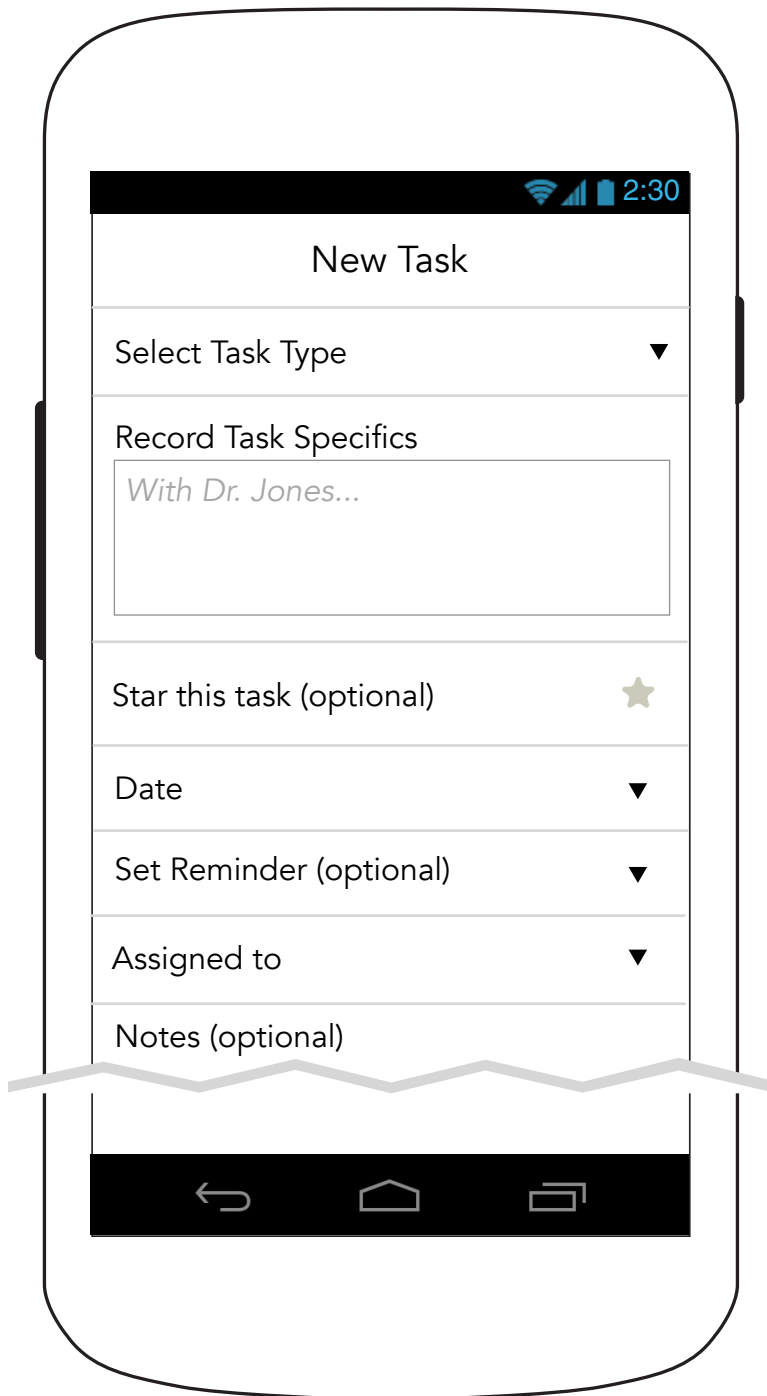 2:30
New Task
Select Task Type
Record Task Specifics
With Dr. Jones...
Star this task (optional)
Date
Set Reminder (optional)
Assigned to
Notes (optional)